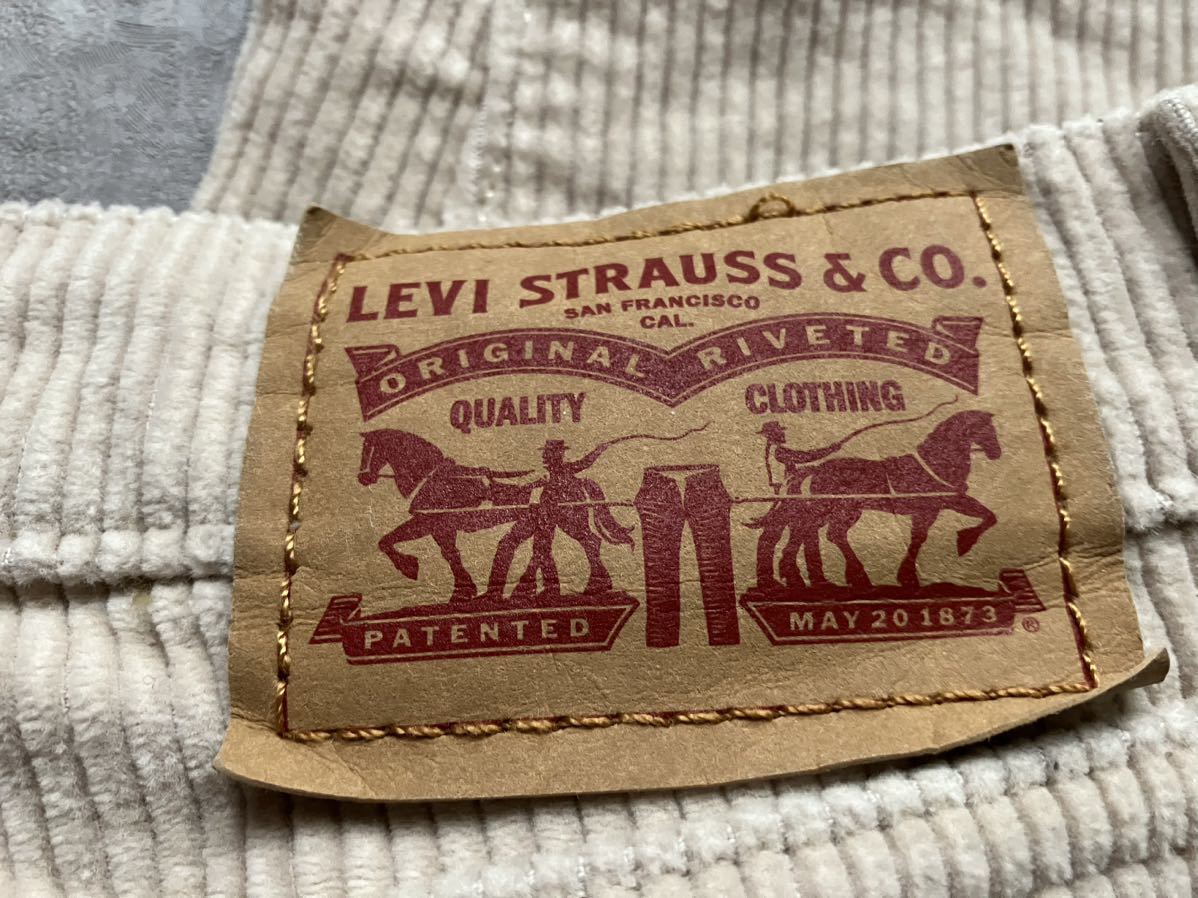 LEVI STRAUSS & CO.
SAN FRANCISCO
CAL.
ORIGINAL RIVETED
QUALITY CLOTHING
PATENTED
MAY 20 1873
®